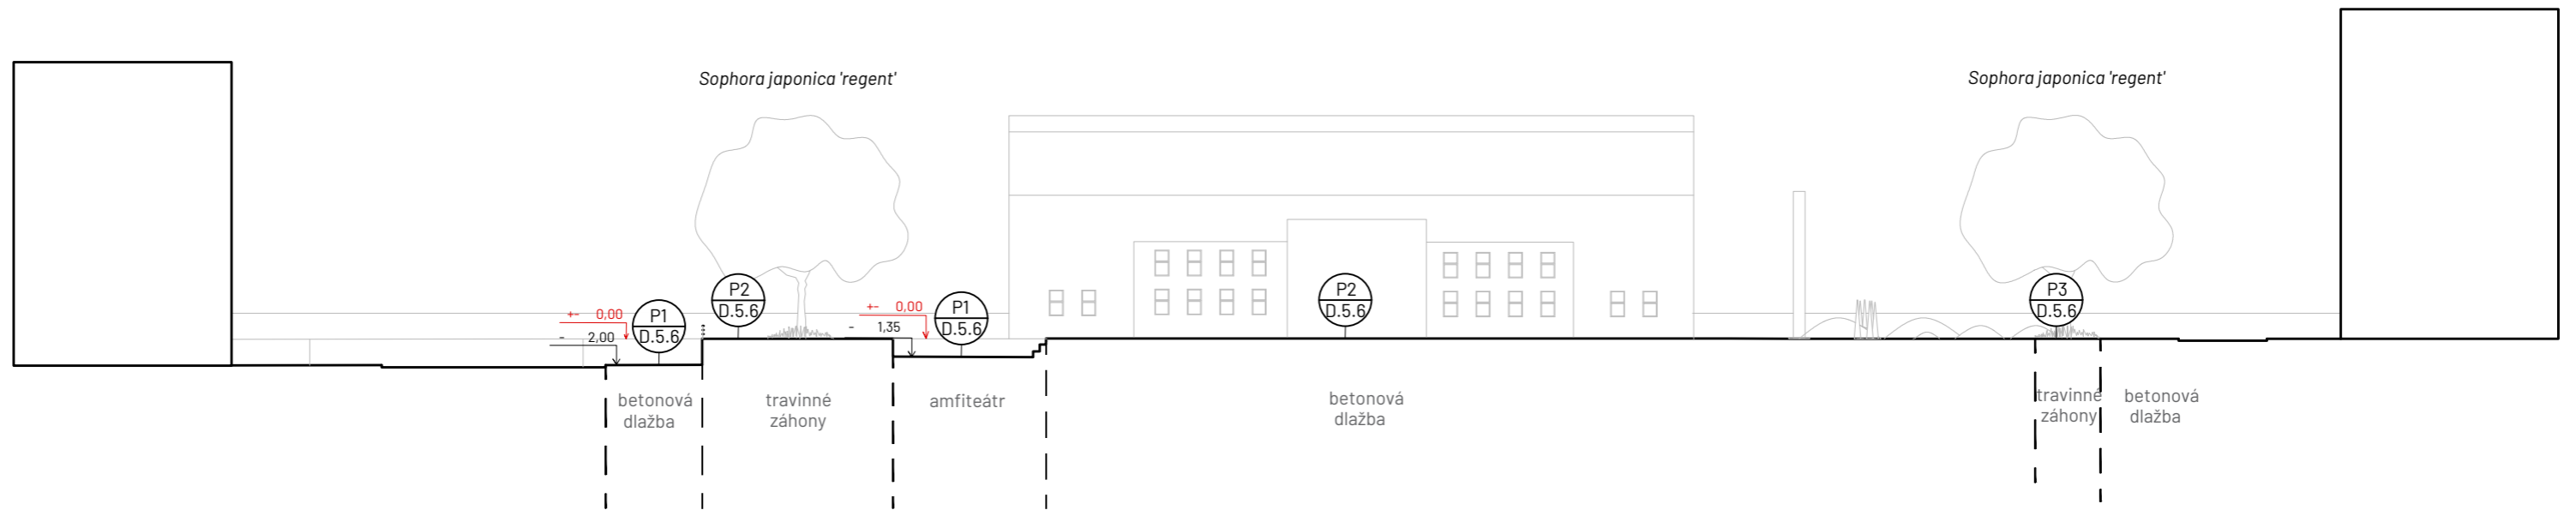 Sophora japonica 'regent'
Sophora japonica 'regent'
P2
D.5.6
P2
D.5.6
P3
D.5.6
+- 0,00
P1
D.5.6
+- 0,00
P1
D.5.6
- 2,00
- 1,35
betonová
dlažba
travinné
záhony
amfiteátr
betonová
dlažba
travinné
záhony
betonová
dlažba